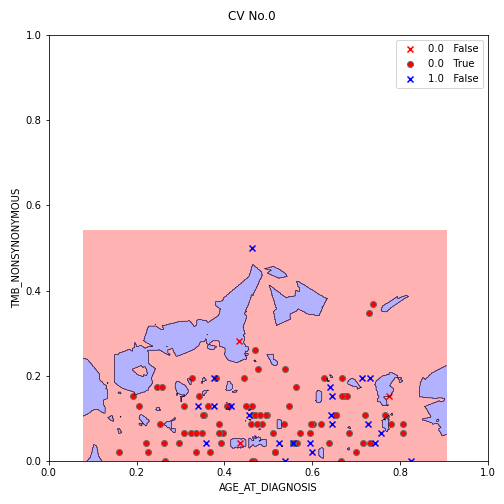 CV No.0
0.0   False
0.0   True
1.0   False
TMB_NONSYNONYMOUS
1.0
0.8
0.6
0.4
0.2
0.0
0.0 0.2 0.4 0.6 0.8 1.0
AGE_AT_DIAGNOSIS